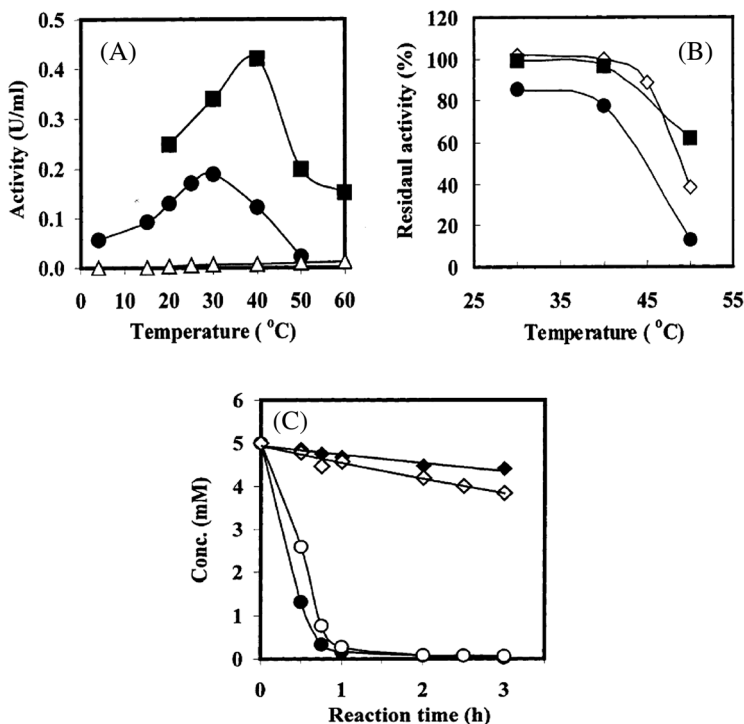 (A)
Activity (U/ml)
0.5
0.4
0.3
0.2
0.1
0.0
0 10 20 30 40 50 60
Temperature ( °C)
(B)
Residaul activity (%)
120
100
80
60
40
20
0
25 35 45 55
Temperature (°C)
(C)
Conc. (mM)
6
5
4
3
2
1
0
0 1 2 3
Reaction time (h)